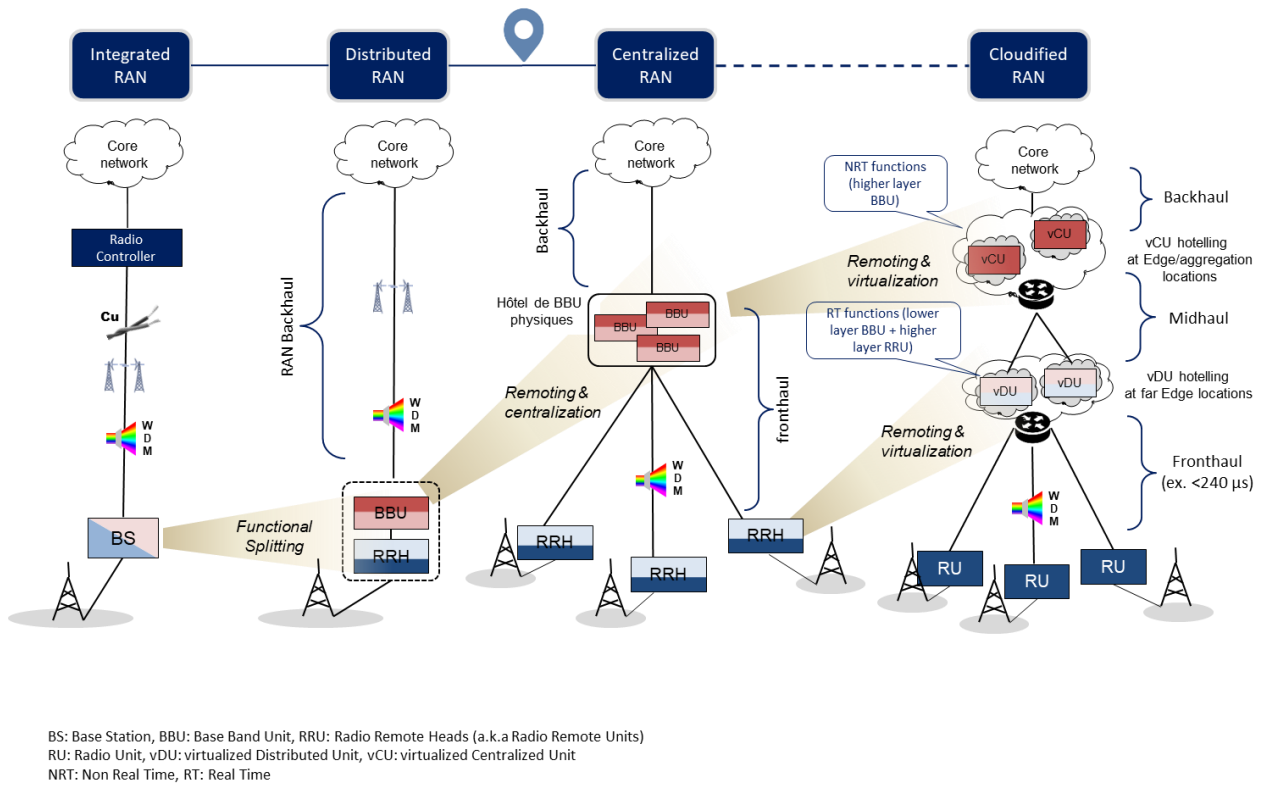 Integrated
RAN
Distributed
RAN
Centralized
RAN
Cloudified
RAN
Core
network
Radio
Controller
Cu
W
D
M
BS
Functional
Splitting
Core
network
RAN Backhaul
W
D
M
BBU
RRH
Remoting &
centralization
Core
network
Backhaul
Hôtel de BBU
physiques
BBU
BBU
BBU
fronthaul
W
D
M
RRH
RRH
RRH
Remoting &
virtualization
Remoting &
virtualization
NRT functions
(higher layer
BBU)
RT functions (lower
layer BBU + higher
layer RRU)
Core
network
vCU
vCU
vDU
vDU
W
D
M
RU
RU
RU
Backhaul
vCU hotelling
at Edge/aggregation
locations
Midhaul
vDU hotelling
at far Edge locations
Fronthaul
(ex. <240 µs)
BS: Base Station, BBU: Base Band Unit, RRU: Radio Remote Heads (a.k.a Radio Remote Units)
RU: Radio Unit, vDU: virtualized Distributed Unit, vCU: virtualized Centralized Unit
NRT: Non Real Time, RT: Real Time